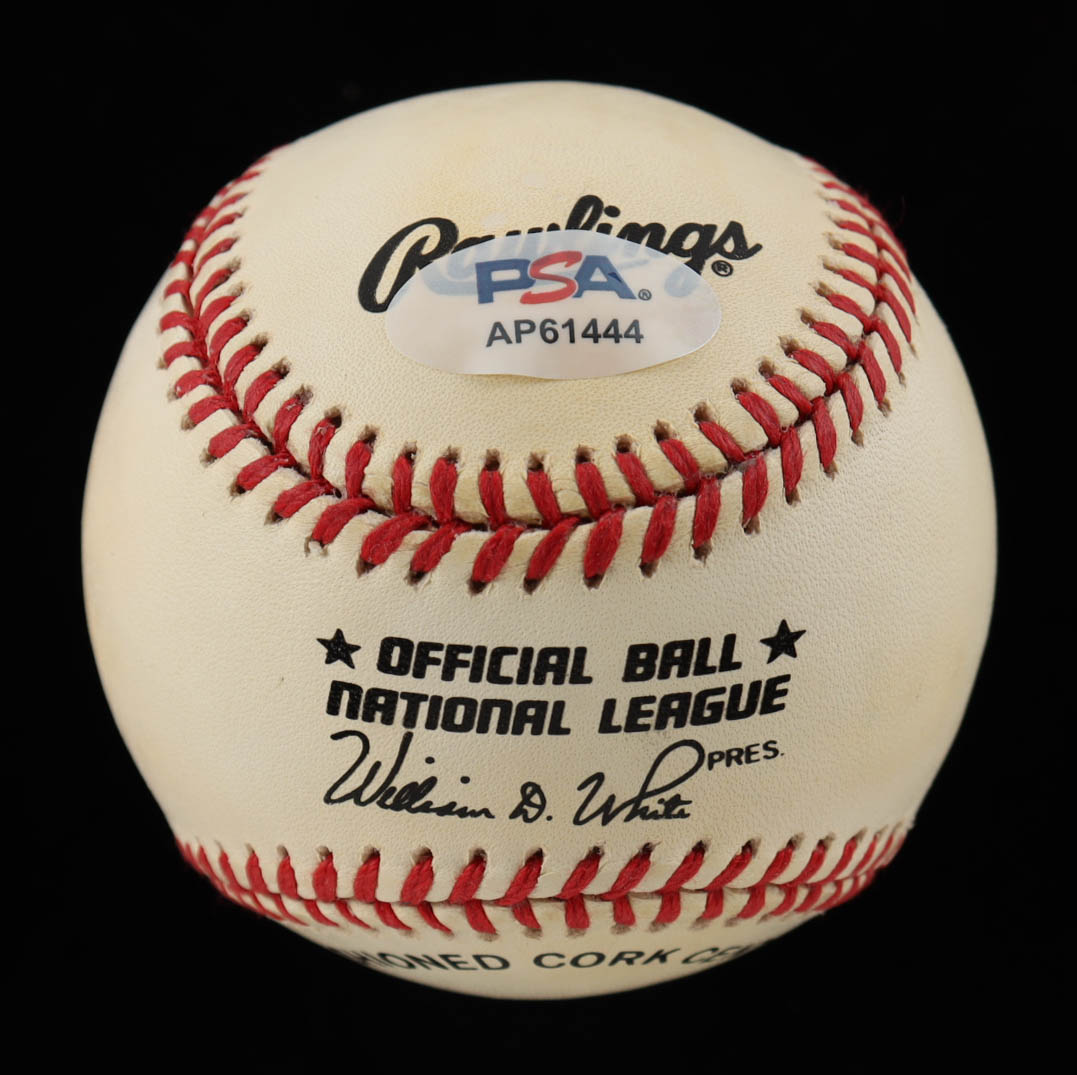 Rawlings®
PSA®
AP61444
★ OFFICIAL BALL ★
NATIONAL LEAGUE
William D. White PRES.
CORK